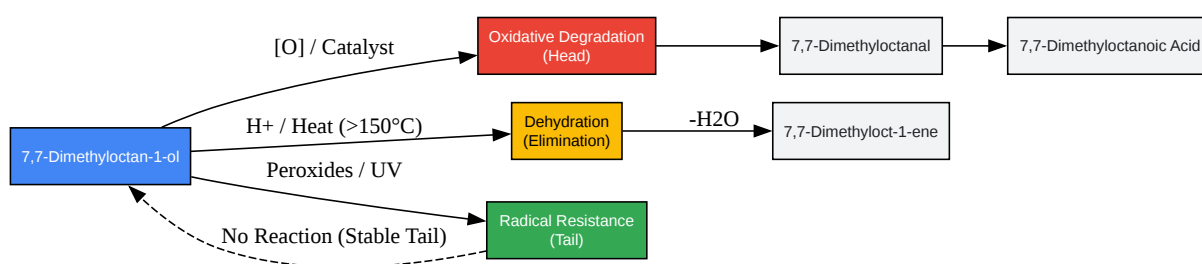 [O] / Catalyst
Oxidative Degradation
(Head)
7,7-Dimethyloctanal
7,7-Dimethyloctanoic Acid
H+ / Heat (>150°C)
Dehydration
(Elimination)
-H2O
7,7-Dimethyloct-1-ene
7,7-Dimethyloctan-1-ol
Peroxides / UV
Radical Resistance
(Tail)
No Reaction (Stable Tail)